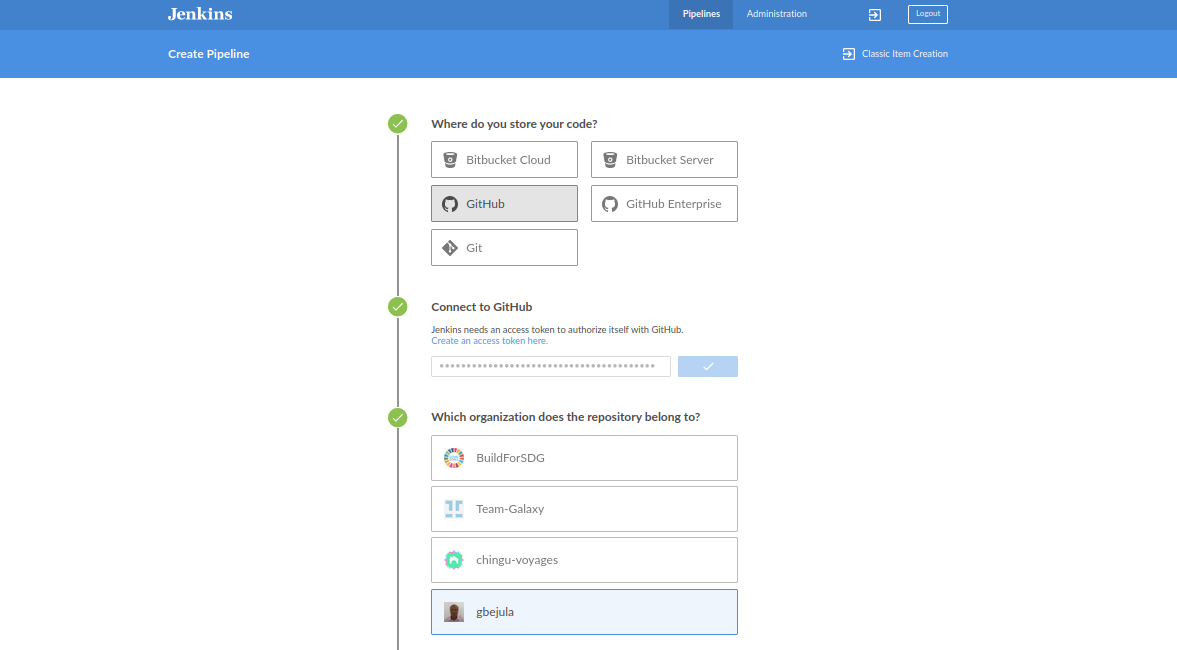 Jenkins
Pipelines
Administration
Logout
Create Pipeline
Classic Item Creation
Where do you store your code?
Bitbucket Cloud
Bitbucket Server
GitHub
GitHub Enterprise
Git
Connect to GitHub
Jenkins needs an access token to authorize itself with GitHub.
Create an access token here.
Which organization does the repository belong to?
BuildForSDG
Team-Galaxy
chingu-voyages
gbejula